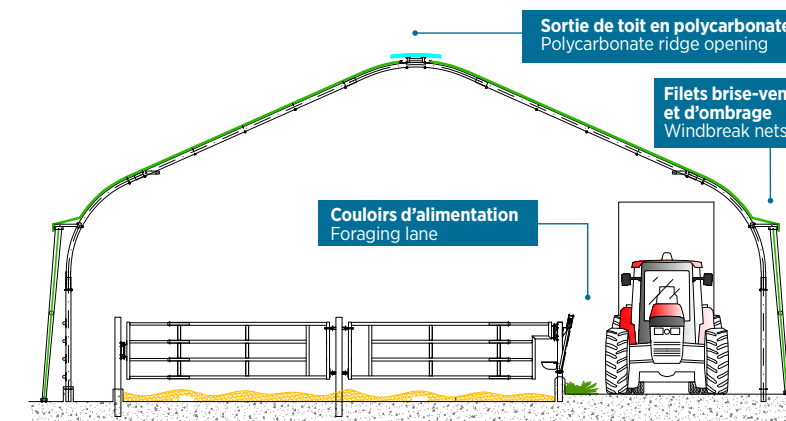 Sortie de toit en polycarbonate
Polycarbonate ridge opening
Filets brise-ven
et d'ombrage
Windbreak nets
Couloirs d'alimentation
Foraging lane